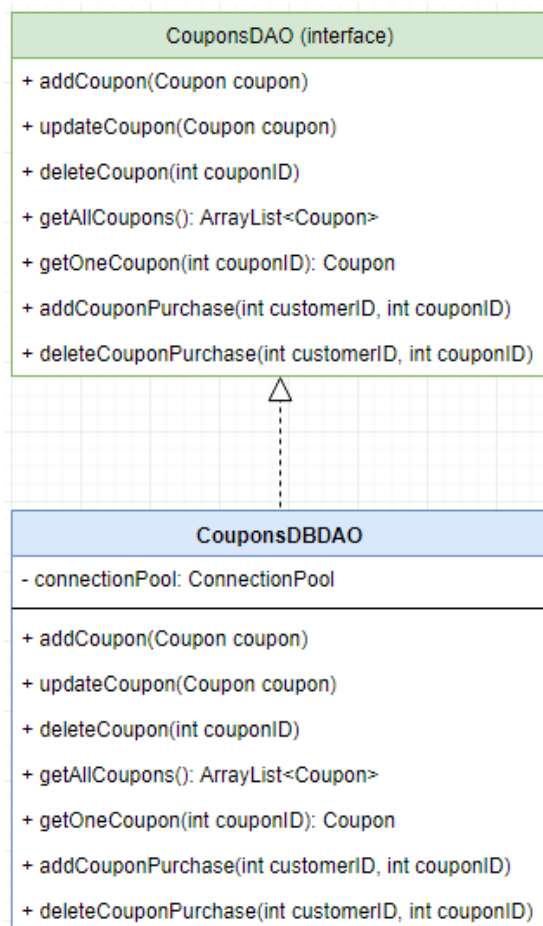 CouponsDAO (interface)
+ addCoupon(Coupon coupon)
+ updateCoupon(Coupon coupon)
+ deleteCoupon(int couponID)
+ getAllCoupons(): ArrayList<Coupon>
+ getOneCoupon(int couponID): Coupon
+ addCouponPurchase(int customerID, int couponID)
+ deleteCouponPurchase(int customerID, int couponID)
CouponsDBDAO
- connectionPool: ConnectionPool
+ addCoupon(Coupon coupon)
+ updateCoupon(Coupon coupon)
+ deleteCoupon(int couponID)
+ getAllCoupons(): ArrayList<Coupon>
+ getOneCoupon(int couponID): Coupon
+ addCouponPurchase(int customerID, int couponID)
+ deleteCouponPurchase(int customerID, int couponID)